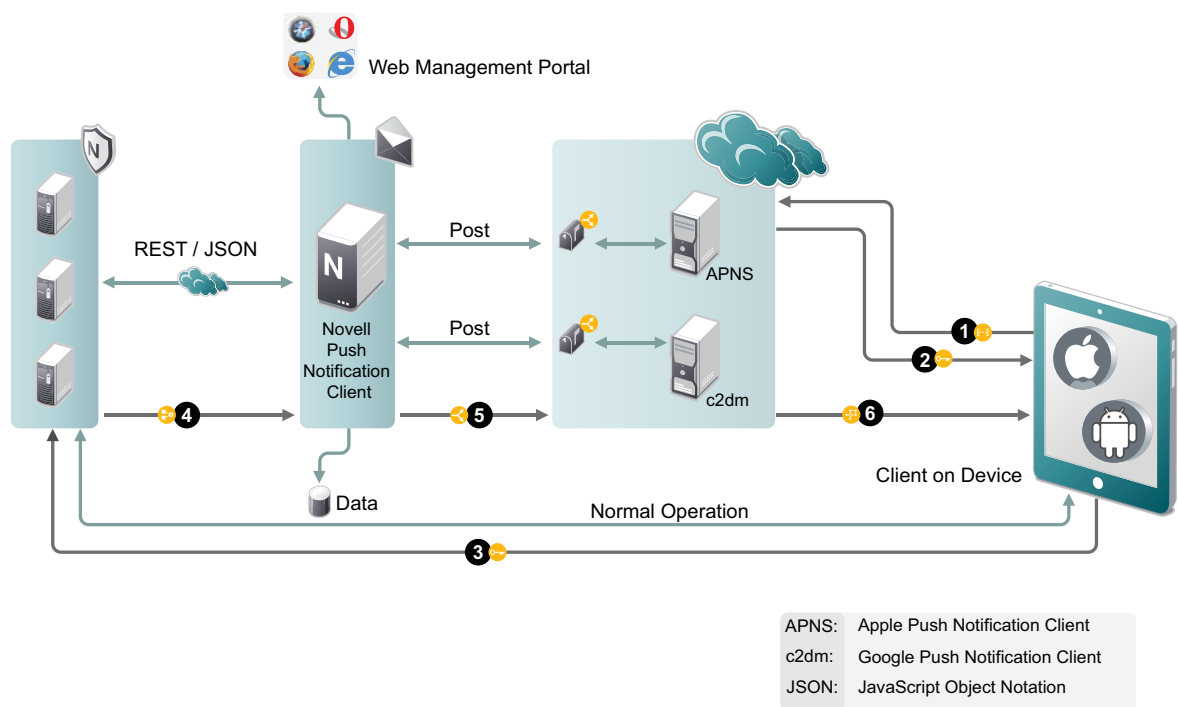 Web Management Portal
N
REST / JSON
N
Novell
Push
Notification
Client
Post
Post
APNS
c2dm
1
2
4
5
6
Client on Device
Data
Normal Operation
3
APNS: Apple Push Notification Client
c2dm: Google Push Notification Client
JSON: JavaScript Object Notation